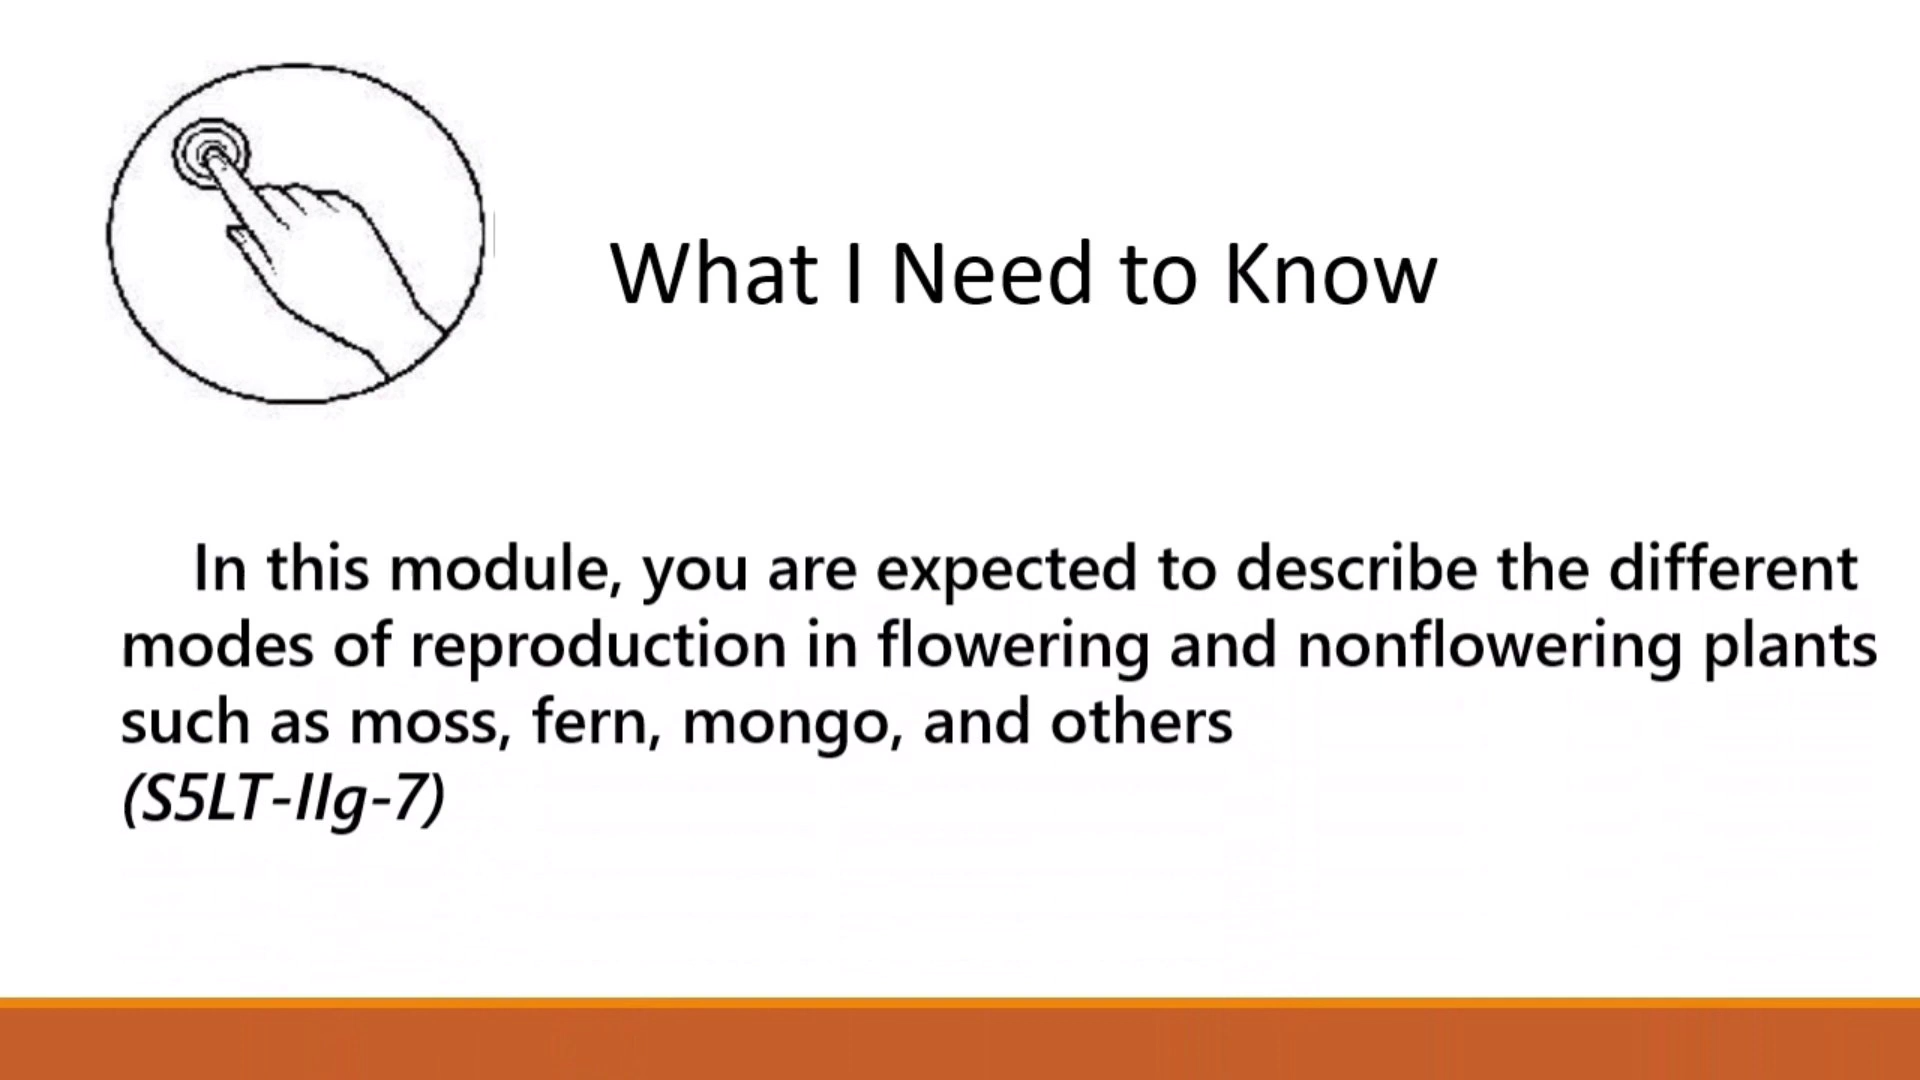 What I Need to Know
In this module, you are expected to describe the different
modes of reproduction in flowering and nonflowering plants
such as moss, fern, mongo, and others
(S5LT-IIg-7)